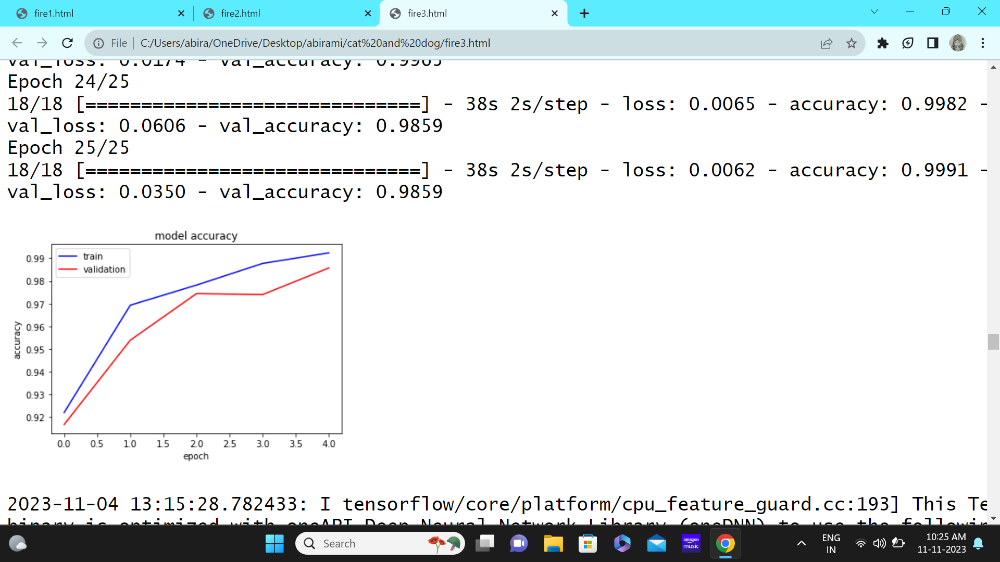 fire1.html
fire2.html
fire3.html
File
C:/Users/abira/OneDrive/Desktop/abirami/cat%20and%20dog/fire3.html
val_loss: 0.0174 - val_accuracy: 0.9965
Epoch 24/25
18/18 [==============================] - 38s 2s/step - loss: 0.0065 - accuracy: 0.9982 -
val_loss: 0.0606 - val_accuracy: 0.9859
Epoch 25/25
18/18 [==============================] - 38s 2s/step - loss: 0.0062 - accuracy: 0.9991 -
val_loss: 0.0350 - val_accuracy: 0.9859
model accuracy
train
validation
0.99
0.98
0.97
0.96
0.95
0.94
0.93
0.92
accuracy
0.0 0.5 1.0 1.5 2.0 2.5 3.0 3.5 4.0
epoch
2023-11-04 13:15:28.782433: I tensorflow/core/platform/cpu_feature_guard.cc:193] This Te
binary is optimized with oneAPI Deep Neural Network Library (oneDNN) to use the followin
Search
amazon
music
ENG
IN
10:25 AM
11-11-2023